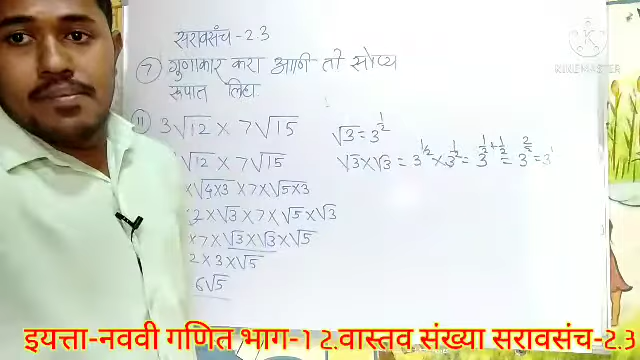 सरावसंच - 2.3
KINEMASTER
7 गुणाकार करा आणि ती सोप्य
रूपात लिहा
ii 3√12 × 7√15
√3 = 3^1/2
√12 × 7√15
√3×√3 = 3^1/2 × 3^1/2 = 3^1/2+1/2 = 3^2/2 = 3^1
×√4×3 × 7×√5×3
2 × √3 × 7 × √5 × √3
×7×√3×√3×√5
2 × 3 × √5
6√5
इयत्ता-नववी गणित भाग-1 2.वास्तव संख्या सरावसंच-2.3